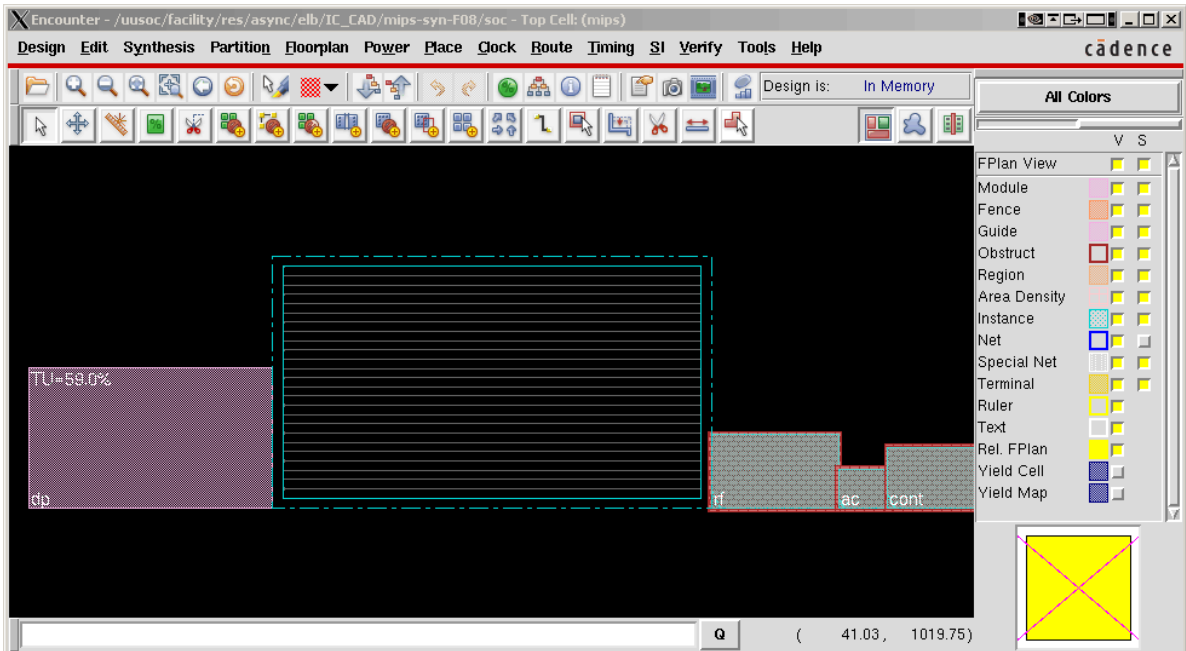 Encounter - /uusoc/facility/res/async/elb/IC_CAD/mips-syn-F08/soc - Top Cell: (mips)
Design Edit Synthesis Partition Floorplan Power Place Clock Route Timing SI Verify Tools Help
cādence
Design is: In Memory
All Colors
V S
FPlan View
Module
Fence
Guide
Obstruct
Region
Area Density
Instance
Net
Special Net
Terminal
Ruler
Text
Rel. FPlan
Yield Cell
Yield Map
TU=59.0%
dp
rf
ac
cont
Q
( 41.03 , 1019.75)